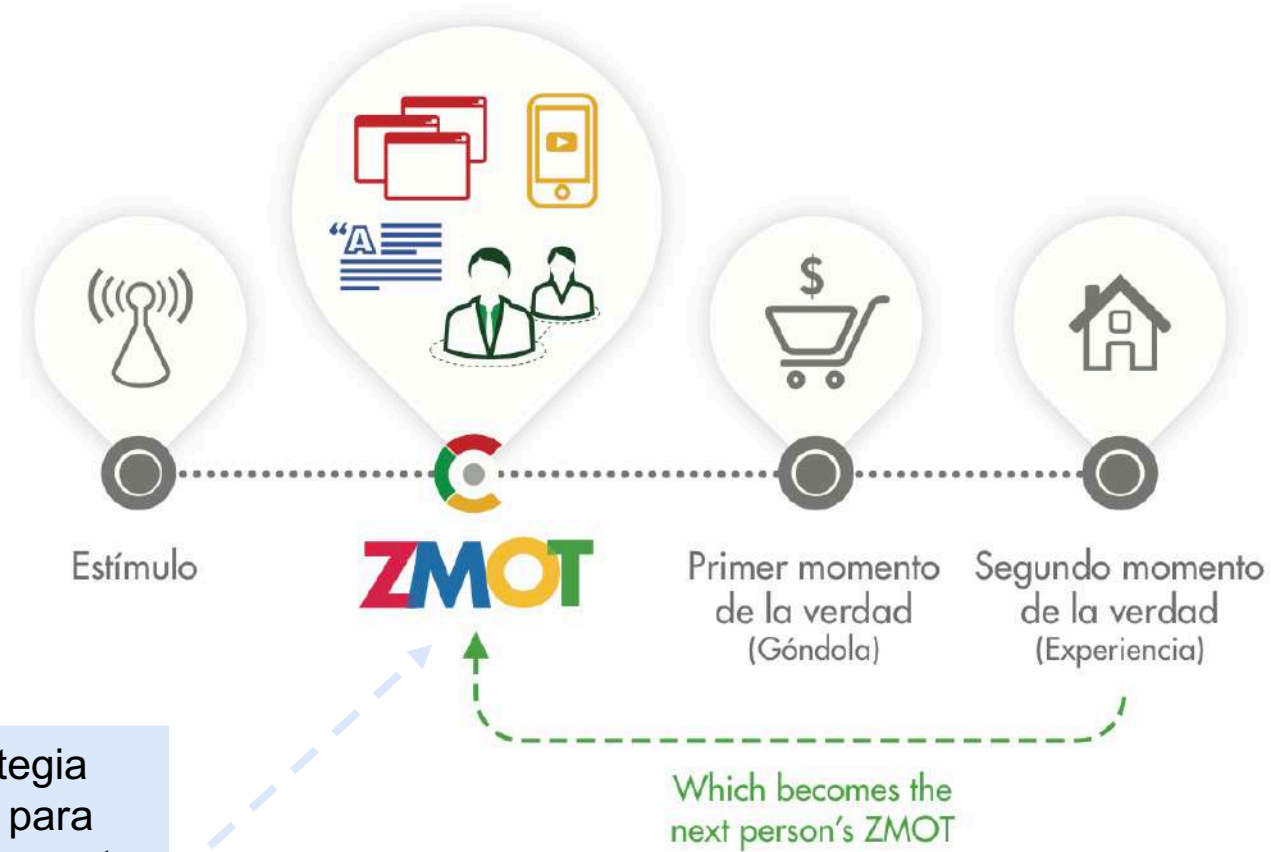 “A
$
Estímulo
ZMOT
Primer momento
de la verdad
(Góndola)
Segundo momento
de la verdad
(Experiencia)
Which becomes the
next person's ZMOT
para